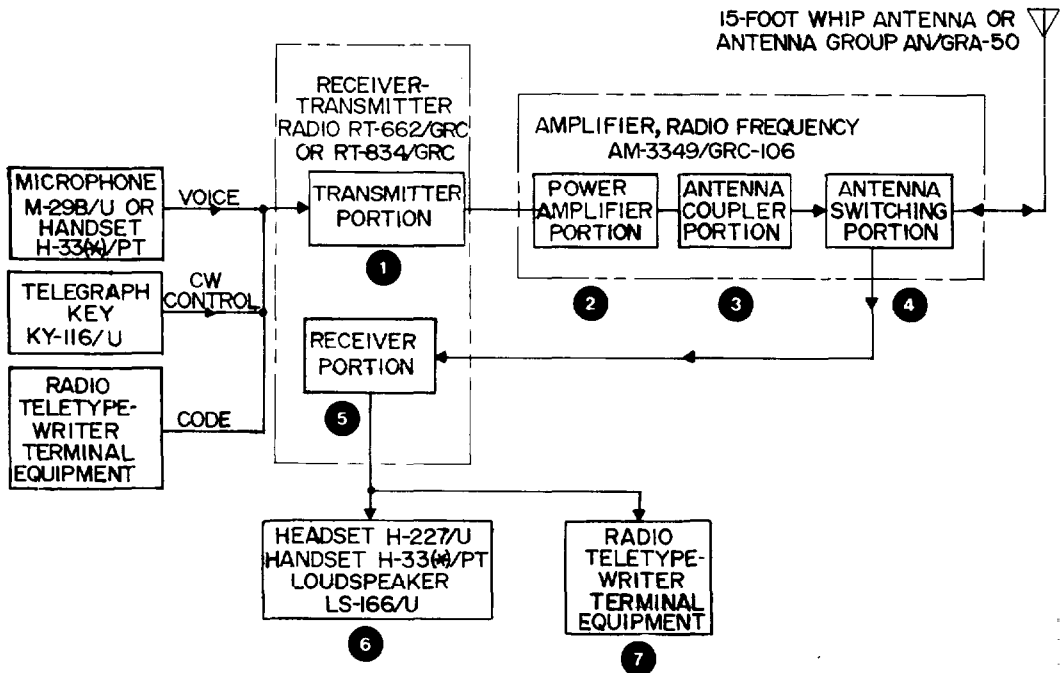 15-FOOT WHIP ANTENNA OR
ANTENNA GROUP AN/GRA-50
RECEIVER-
TRANSMITTER
RADIO RT-662/GRC
OR RT-834/GRC
AMPLIFIER, RADIO FREQUENCY
AM-3349/GRC-106
MICROPHONE
M-29B/U OR
HANDSET
H-33(*)/PT
VOICE
TRANSMITTER
PORTION
POWER
AMPLIFIER
PORTION
ANTENNA
COUPLER
PORTION
ANTENNA
SWITCHING
PORTION
1
2
3
4
TELEGRAPH
KEY
KY-116/U
CW
CONTROL
RECEIVER
PORTION
5
RADIO
TELETYPE-
WRITER
TERMINAL
EQUIPMENT
CODE
HEADSET H-227/U
HANDSET H-33(*)/PT
LOUDSPEAKER
LS-166/U
6
RADIO
TELETYPE-
WRITER
TERMINAL
EQUIPMENT
7